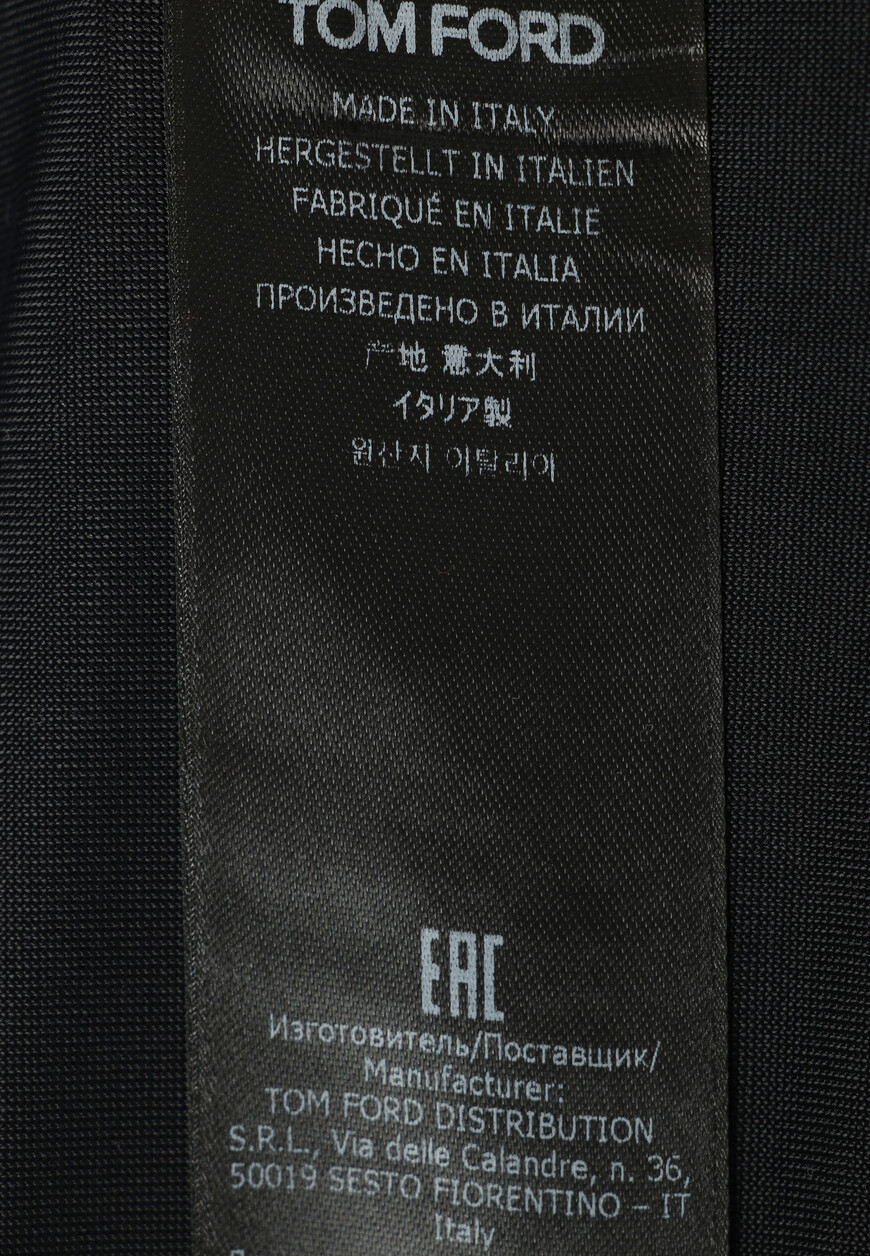 TOM FORD
MADE IN ITALY
HERGESTELLT IN ITALIEN
FABRIQUÉ EN ITALIE
HECHO EN ITALIA
ПРОИЗВЕДЕНО В ИТАЛИИ
产地 意大利
イタリア製
원산지 이탈리아
EAC
Изготовитель/Поставщик/
Manufacturer:
TOM FORD DISTRIBUTION
S.R.L., Via delle Calandre, n. 36,
50019 SESTO FIORENTINO – IT
Italy